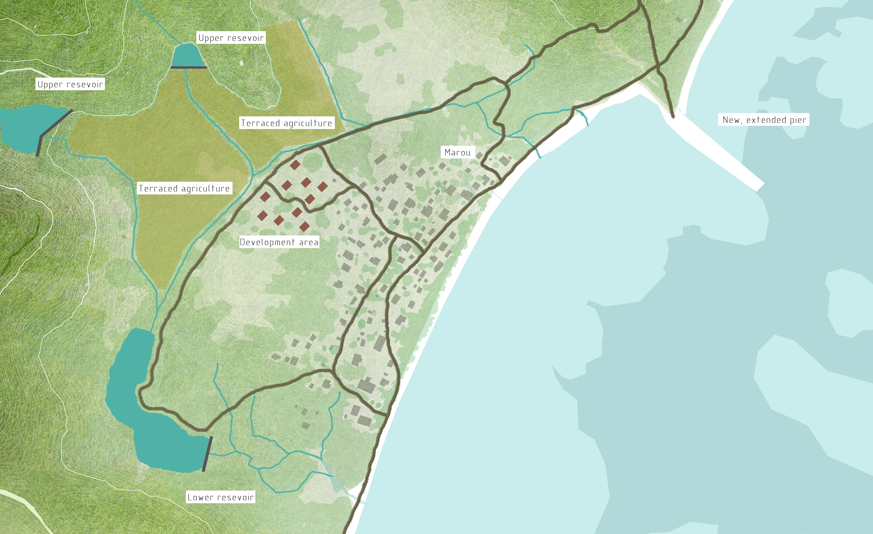 Upper resevoir
Upper resevoir
Terraced agriculture
New, extended pier
Marou
Terraced agriculture
Development area
Lower resevoir